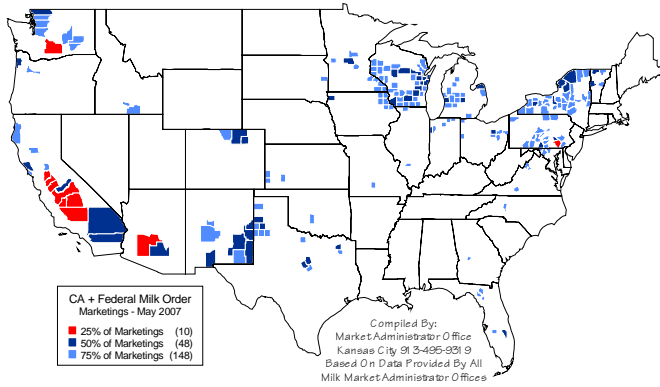 CA + Federal Milk Order
Marketings - May 2007
25% of Marketings (10)
50% of Marketings (48)
75% of Marketings (148)
Compiled By:
Market Administrator Office
Kansas City 913-495-9319
Based On Data Provided By All
Milk Market Administrator Offices